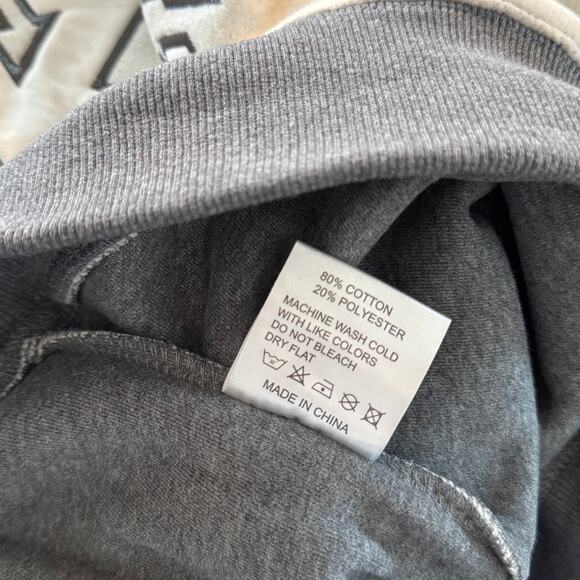 80% COTTON
20% POLYESTER
MACHINE WASH COLD
WITH LIKE COLORS
DO NOT BLEACH
DRY FLAT
MADE IN CHINA